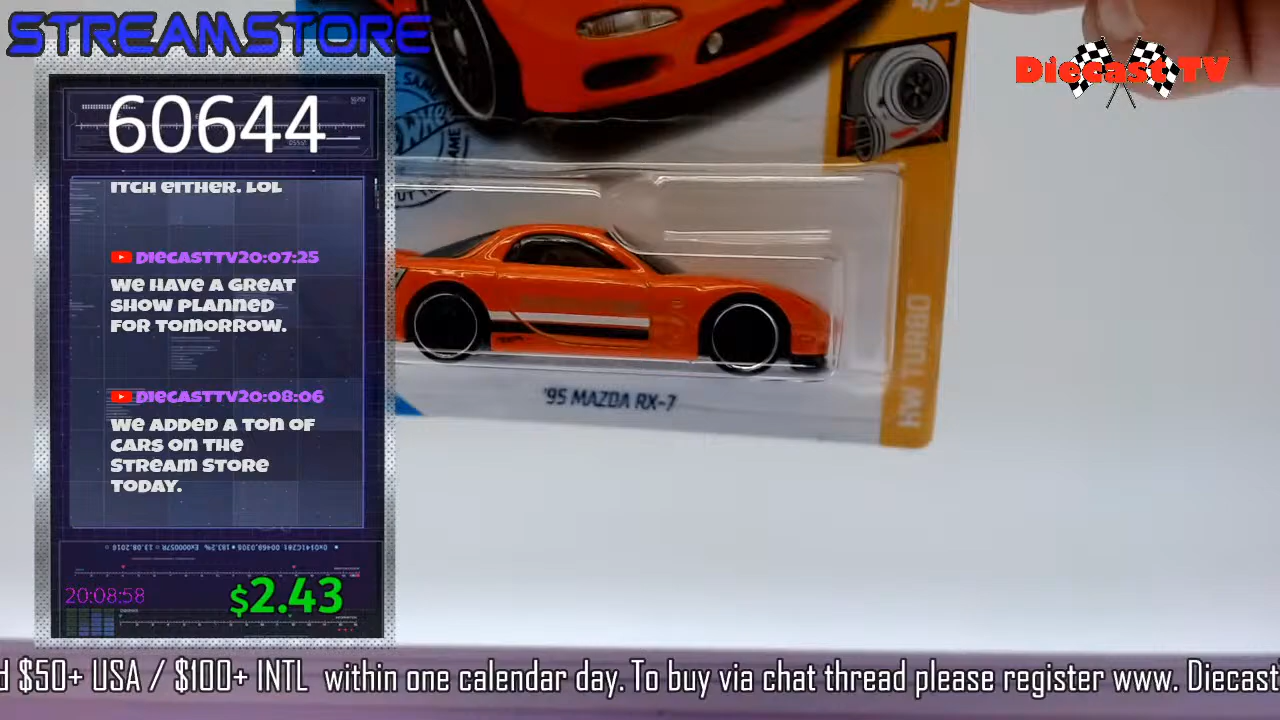 STREAMSTORE
Diecast TV
60644
ITCH EITHER. LOL
DIECASTTV20:07:25
WE HAVE A GREAT
SHOW PLANNED
FOR TOMORROW.
DIECASTTV20:08:06
WE ADDED A TON OF
CARS ON THE
STREAM STORE
TODAY.
20:08:58
$2.43
'95 MAZDA RX-7
HW TURBO
$50+ USA / $100+ INTL within one calendar day. To buy via chat thread please register www. Diecast